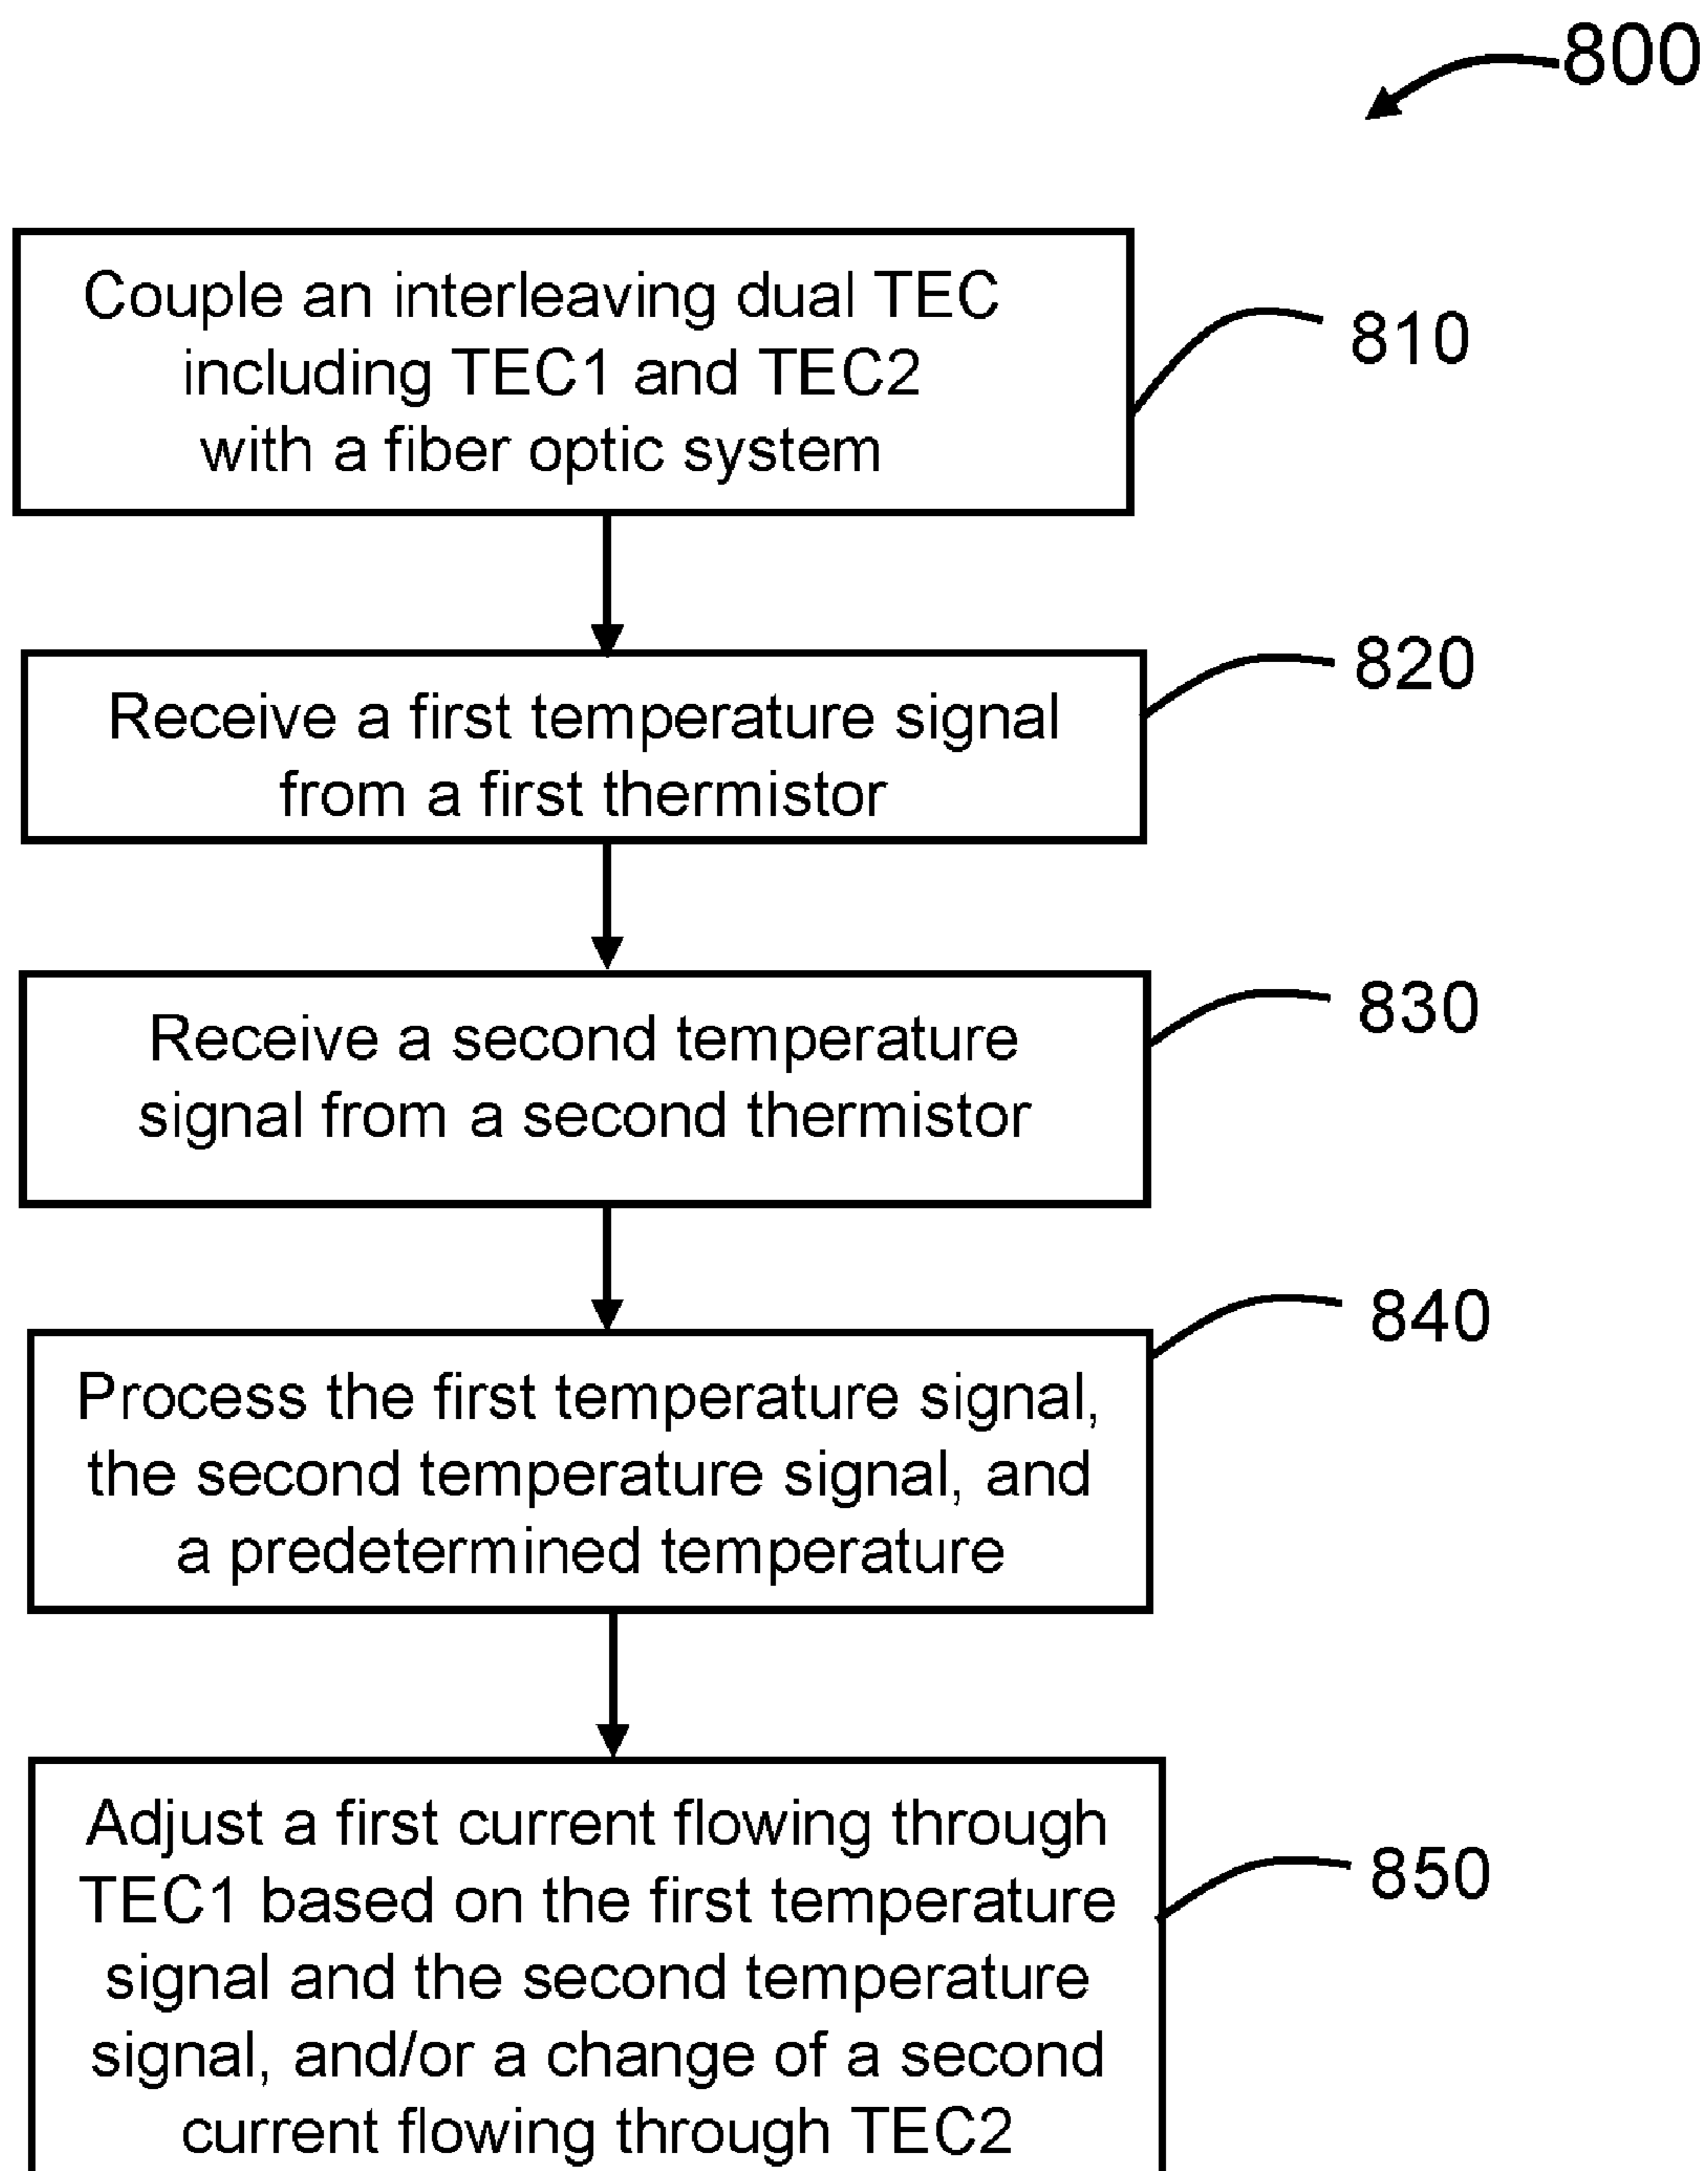 800
Couple an interleaving dual TEC
including TEC1 and TEC2
with a fiber optic system
810
Receive a first temperature signal
from a first thermistor
820
Receive a second temperature
signal from a second thermistor
830
Process the first temperature signal,
the second temperature signal, and
a predetermined temperature
840
Adjust a first current flowing through
TEC1 based on the first temperature
signal and the second temperature
signal, and/or a change of a second
current flowing through TEC2
850